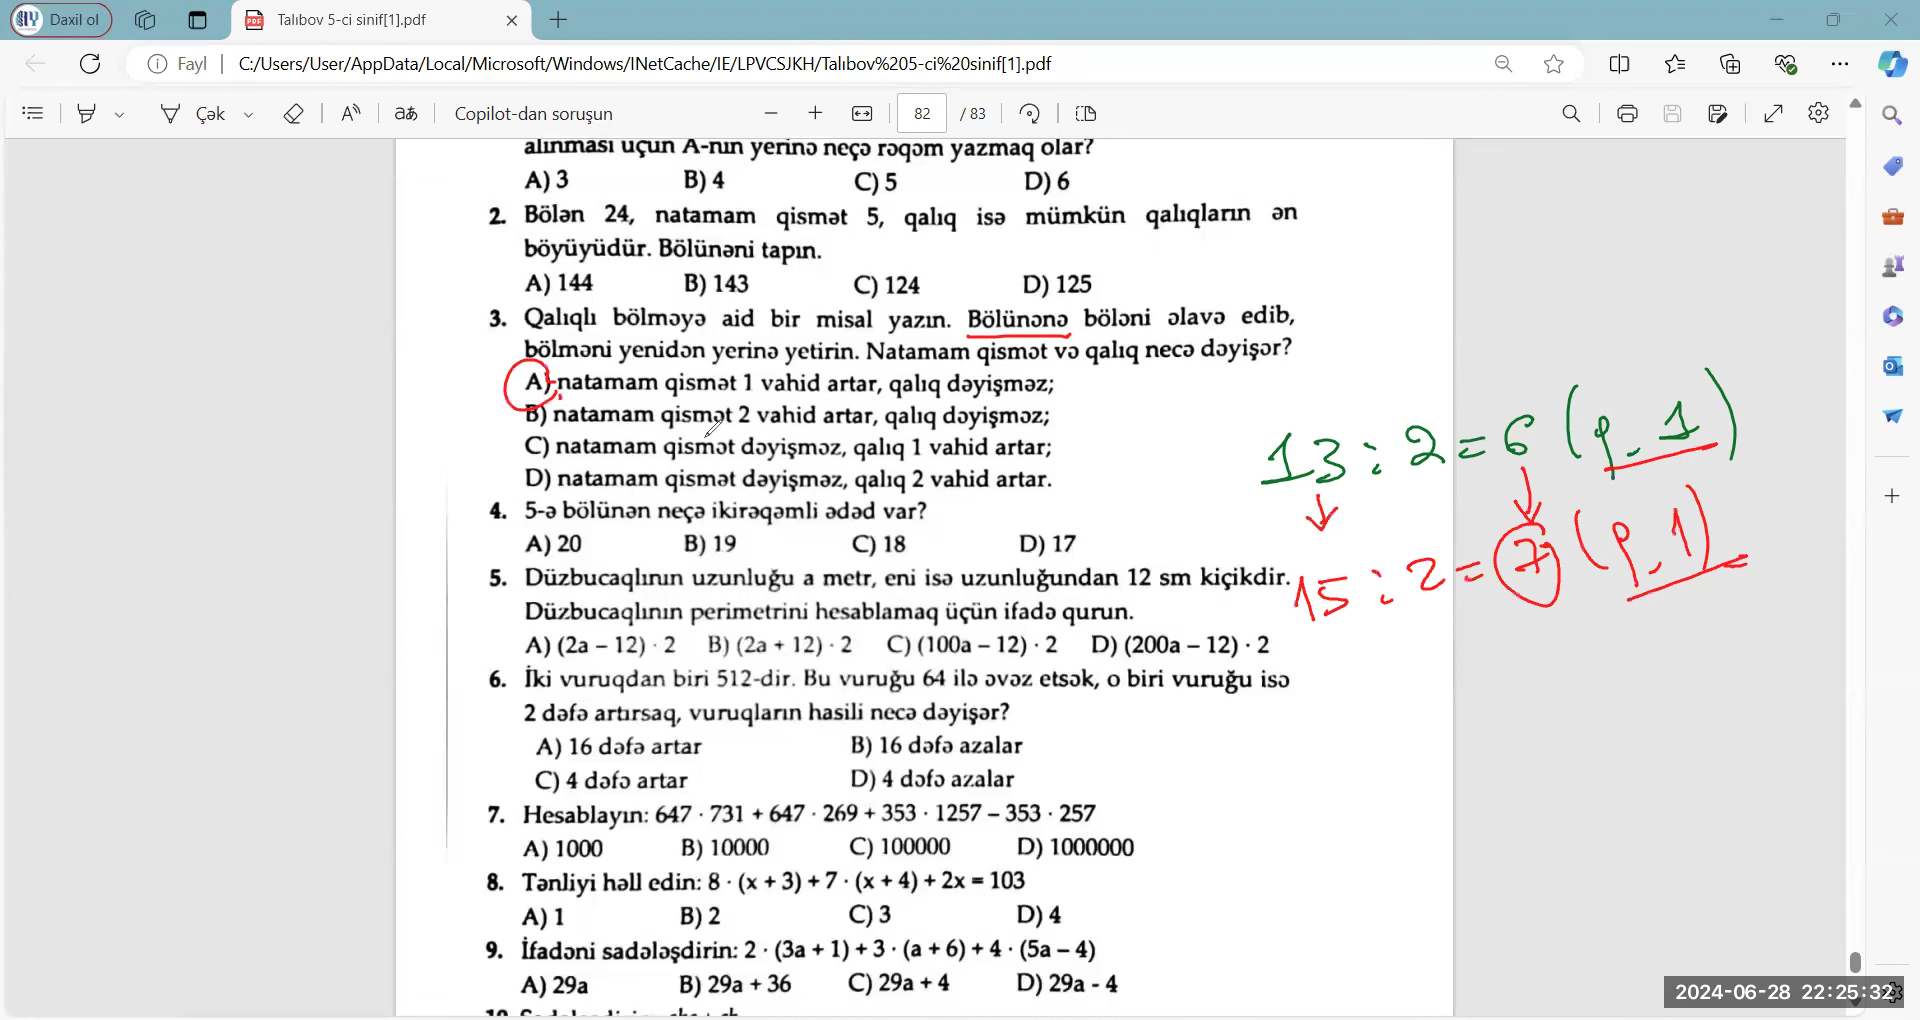 Daxil ol
Talıbov 5-ci sinif[1].pdf
Fayl | C:/Users/User/AppData/Local/Microsoft/Windows/INetCache/IE/LPVCSJKH/Talıbov%205-ci%20sinif[1].pdf
Çək
Copilot-dan soruşun
82 / 83
alınması üçün A-nın yerinə neçə rəqəm yazmaq olar?
A) 3 B) 4 C) 5 D) 6
2. Bölən 24, natamam qismət 5, qalıq isə mümkün qalıqların ən
böyüyüdür. Bölünəni tapın.
A) 144 B) 143 C) 124 D) 125
3. Qalıqlı bölməyə aid bir misal yazın. Bölünənə böləni əlavə edib,
bölməni yenidən yerinə yetirin. Natamam qismət və qalıq necə dəyişər?
A) natamam qismət 1 vahid artar, qalıq dəyişməz;
B) natamam qismət 2 vahid artar, qalıq dəyişməz;
C) natamam qismət dəyişməz, qalıq 1 vahid artar;
D) natamam qismət dəyişməz, qalıq 2 vahid artar.
13 : 2 = 6 (q. 1)
15 : 2 = 7 (q. 1)
4. 5-ə bölünən neçə ikirəqəmli ədəd var?
A) 20 B) 19 C) 18 D) 17
5. Düzbucaqlının uzunluğu a metr, eni isə uzunluğundan 12 sm kiçikdir.
Düzbucaqlının perimetrini hesablamaq üçün ifadə qurun.
A) (2a – 12) · 2 B) (2a + 12) · 2 C) (100a – 12) · 2 D) (200a – 12) · 2
6. İki vuruqdan biri 512-dir. Bu vuruğu 64 ilə əvəz etsək, o biri vuruğu isə
2 dəfə artırsaq, vuruqların hasili necə dəyişər?
A) 16 dəfə artar B) 16 dəfə azalar
C) 4 dəfə artar D) 4 dəfə azalar
7. Hesablayın: 647 · 731 + 647 · 269 + 353 · 1257 – 353 · 257
A) 1000 B) 10000 C) 100000 D) 1000000
8. Tənliyi həll edin: 8 · (x + 3) + 7 · (x + 4) + 2x = 103
A) 1 B) 2 C) 3 D) 4
9. İfadəni sadələşdirin: 2 · (3a + 1) + 3 · (a + 6) + 4 · (5a – 4)
A) 29a B) 29a + 36 C) 29a + 4 D) 29a - 4
2024-06-28 22:25:32